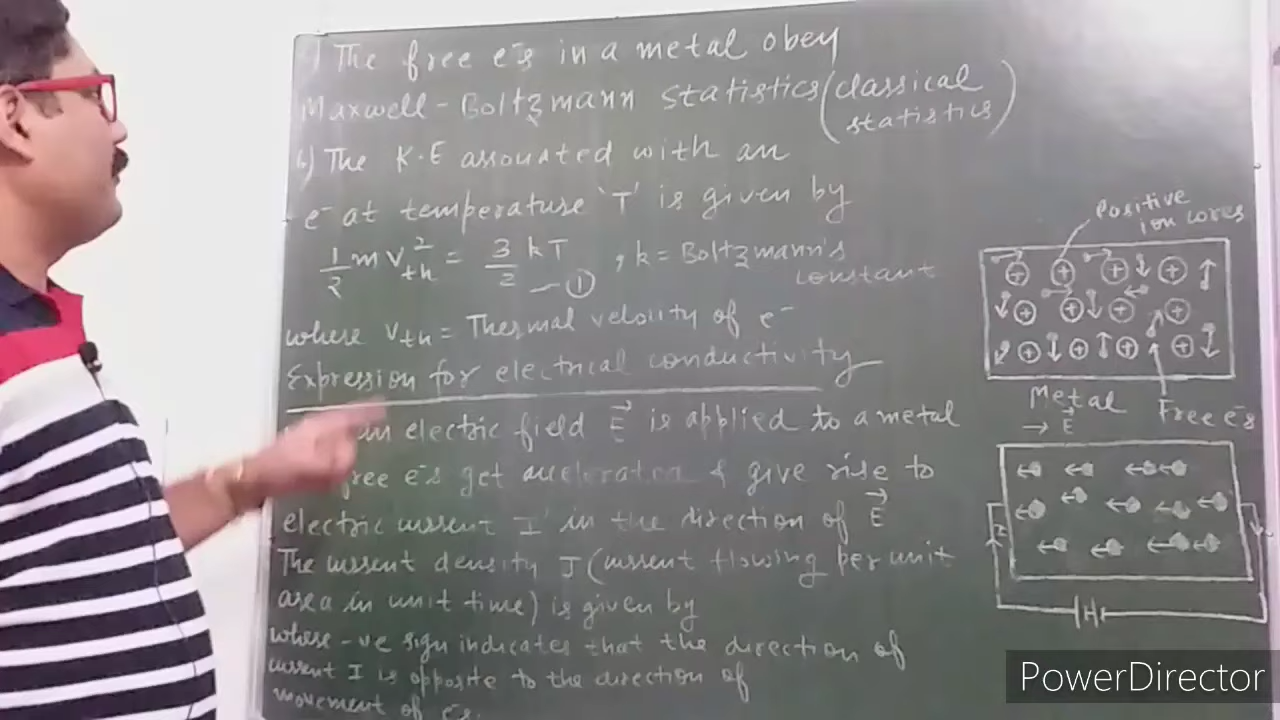 ) The free e⁻s in a metal obey
Maxwell-Boltzmann statistics (classical statistics)
) The K.E associated with an
e⁻ at temperature 'T' is given by
1/2 m v²th = 3/2 kT —①, k = Boltzmann's constant
where vth = Thermal velocity of e⁻
Expression for electrical conductivity
an electric field E⃗ is applied to a metal
free e⁻s get accelerated & give rise to
electric current I in the direction of E⃗
The current density J (current flowing per unit
area in unit time) is given by
where -ve sign indicates that the direction of
current I is opposite to the direction of
movement of e⁻s.
Positive ion cores
+ + + +
+ + + +
+ + + +
Metal
Free e⁻s
→ E⃗
PowerDirector